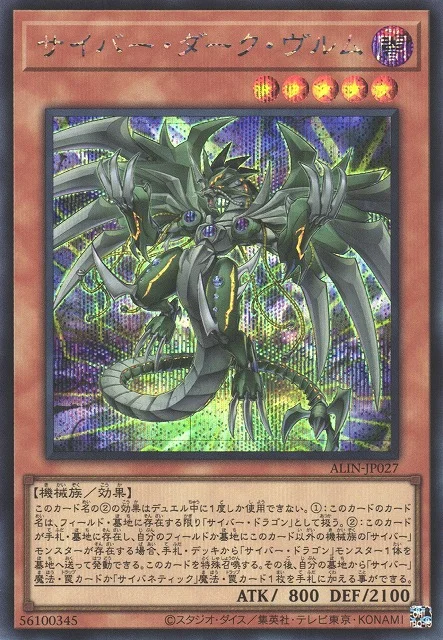 サイバー・ダーク・ヴルム
闇
ALIN-JP027
【機械族／効果】
このカード名の②の効果はデュエル中に1度しか使用できない。①：このカードのカード
名は、フィールド・墓地に存在する限り「サイバー・ドラゴン」として扱う。②：このカード
が手札・墓地に存在し、自分のフィールドか墓地にこのカード以外の機械族の「サイバー」
モンスターが存在する場合、手札・デッキから「サイバー・ドラゴン」モンスター1体を
墓地へ送って発動できる。このカードを特殊召喚する。その後、自分の墓地から「サイバー」
魔法・罠カードか「サイバネティック」魔法・罠カード1枚を手札に加える事ができる。
ATK/ 800 DEF/2100
56100345 ©スタジオ・ダイス／集英社・テレビ東京・KONAMI